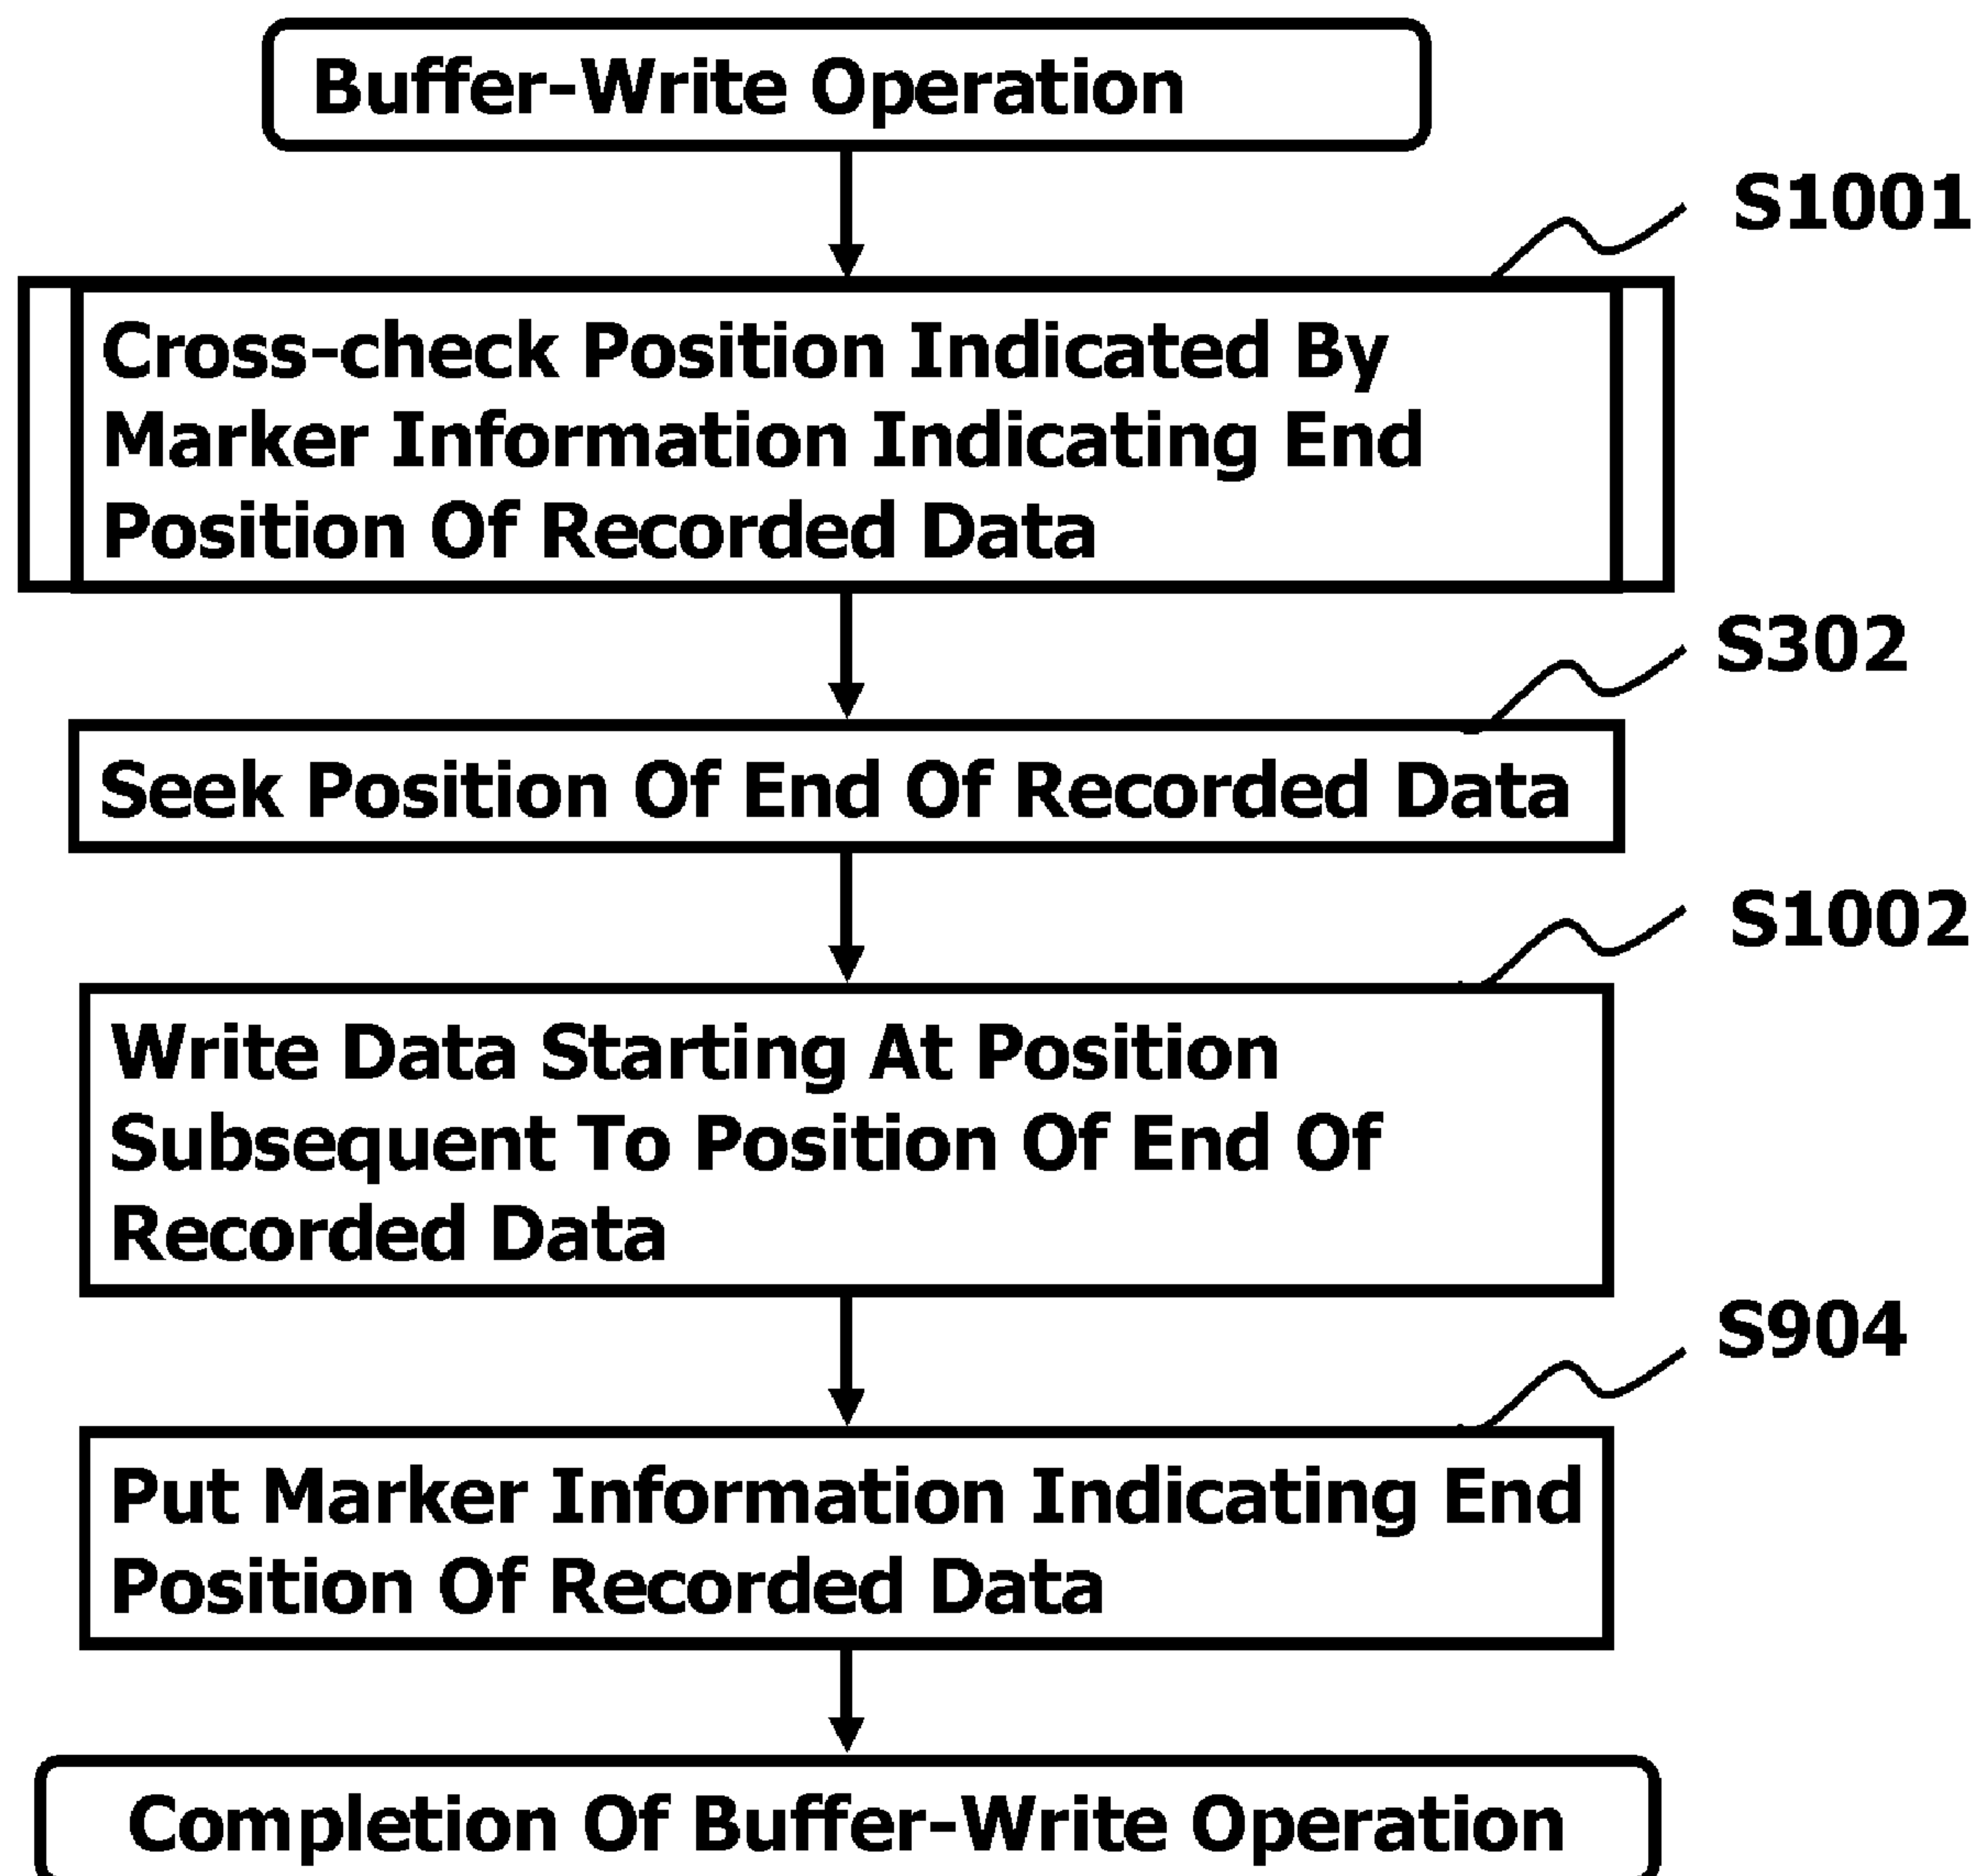 Buffer-Write Operation
S1001
Cross-check Position Indicated By
Marker Information Indicating End
Position Of Recorded Data
S302
Seek Position Of End Of Recorded Data
S1002
Write Data Starting At Position
Subsequent To Position Of End Of
Recorded Data
S904
Put Marker Information Indicating End
Position Of Recorded Data
Completion Of Buffer-Write Operation